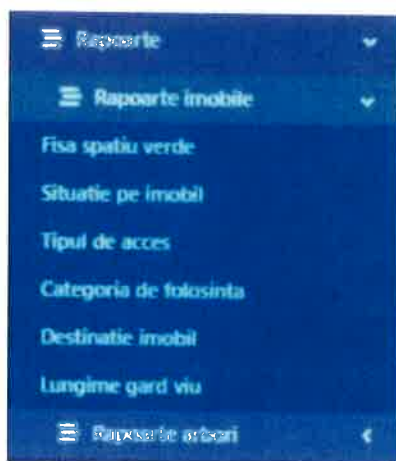 Rapoarte
Rapoarte imobile
Fisa spatiu verde
Situatie pe imobil
Tipul de acces
Categoria de folosinta
Destinatie imobil
Lungime gard viu
Rapoarte arbori